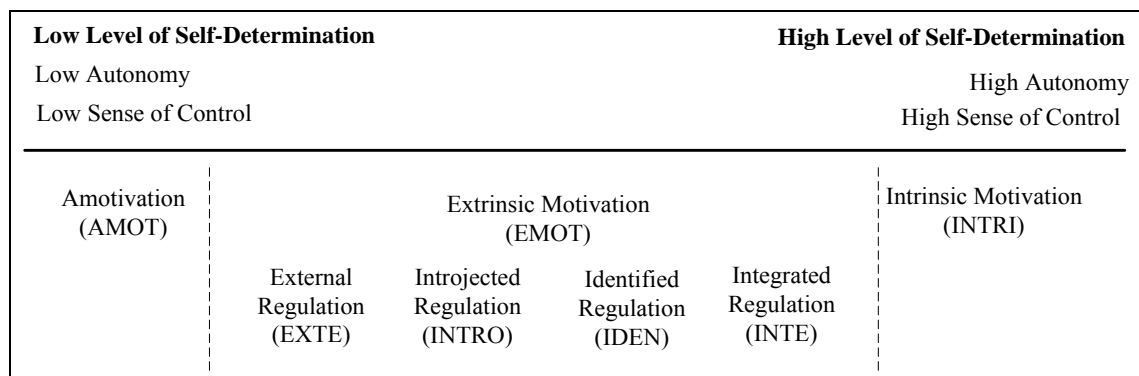 Low Level of Self-Determination
High Level of Self-Determination
Low Autonomy
High Autonomy
Low Sense of Control
High Sense of Control
Amotivation
(AMOT)
Extrinsic Motivation
(EMOT)
Intrinsic Motivation
(INTRI)
External
Regulation
(EXTE)
Introjected
Regulation
(INTRO)
Identified
Regulation
(IDEN)
Integrated
Regulation
(INTE)